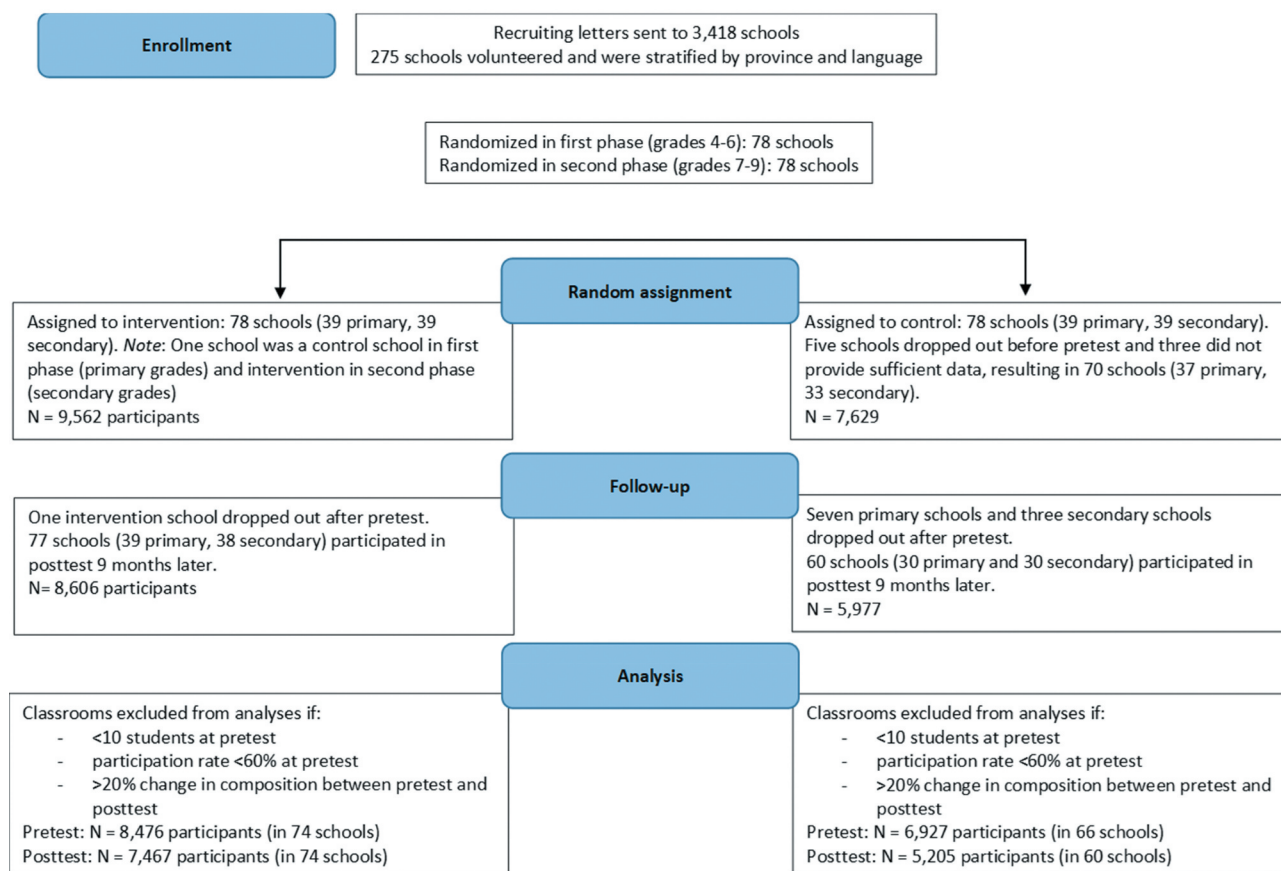 Enrollment
Recruiting letters sent to 3,418 schools
275 schools volunteered and were stratified by province and language
Randomized in first phase (grades 4-6): 78 schools
Randomized in second phase (grades 7-9): 78 schools
Random assignment
Assigned to intervention: 78 schools (39 primary, 39
secondary). Note: One school was a control school in first
phase (primary grades) and intervention in second phase
(secondary grades)
N = 9,562 participants
Assigned to control: 78 schools (39 primary, 39 secondary).
Five schools dropped out before pretest and three did not
provide sufficient data, resulting in 70 schools (37 primary,
33 secondary).
N = 7,629
Follow-up
One intervention school dropped out after pretest.
77 schools (39 primary, 38 secondary) participated in
posttest 9 months later.
N= 8,606 participants
Seven primary schools and three secondary schools
dropped out after pretest.
60 schools (30 primary and 30 secondary) participated in
posttest 9 months later.
N = 5,977
Analysis
Classrooms excluded from analyses if:
- <10 students at pretest
- participation rate <60% at pretest
- >20% change in composition between pretest and
posttest
Pretest: N = 8,476 participants (in 74 schools)
Posttest: N = 7,467 participants (in 74 schools)
Classrooms excluded from analyses if:
- <10 students at pretest
- participation rate <60% at pretest
- >20% change in composition between pretest and
posttest
Pretest: N = 6,927 participants (in 66 schools)
Posttest: N = 5,205 participants (in 60 schools)